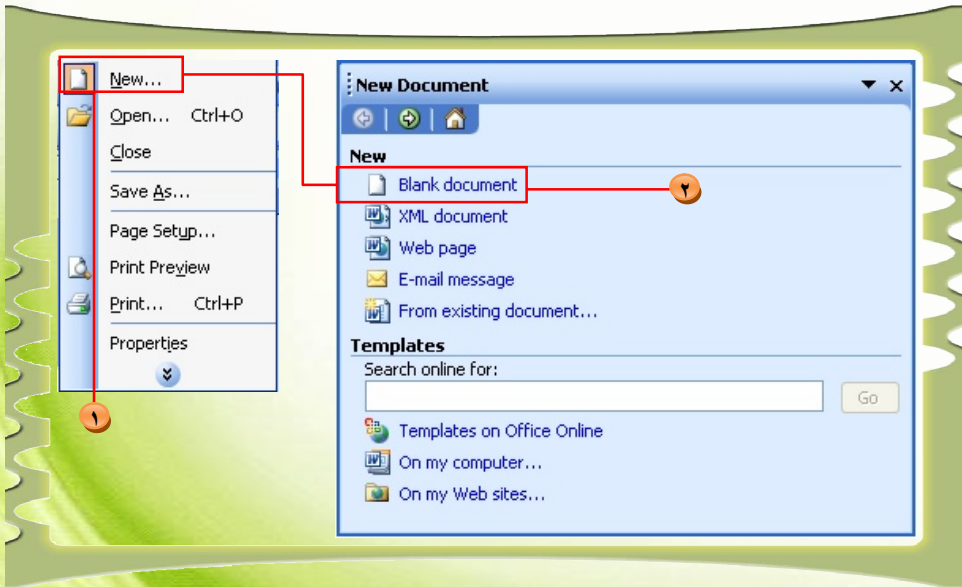 New...
Open... Ctrl+O
Close
Save As...
Page Setup...
Print Preview
Print... Ctrl+P
Properties
١
New Document
New
Blank document
٢
XML document
Web page
E-mail message
From existing document...
Templates
Search online for:
Go
Templates on Office Online
On my computer...
On my Web sites...